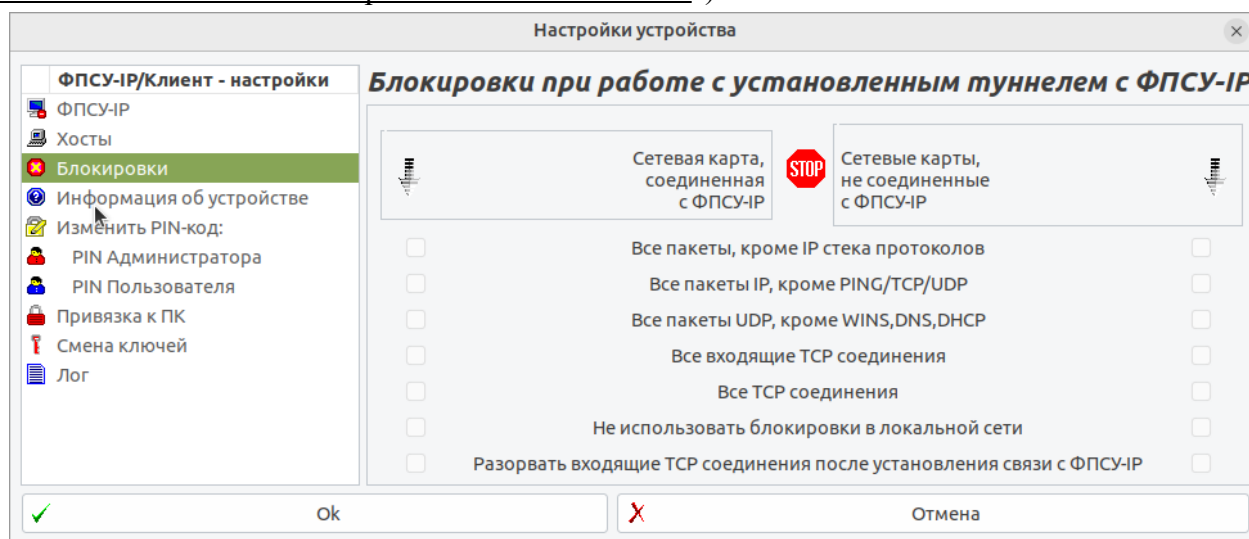 Настройки устройства
ФПСУ-IP/Клиент - настройки
ФПСУ-IP
Хосты
Блокировки
Информация об устройстве
Изменить PIN-код:
PIN Администратора
PIN Пользователя
Привязка к ПК
Смена ключей
Лог
Блокировки при работе с установленным туннелем с ФПСУ-IP
Сетевая карта,
соединенная
с ФПСУ-IP
STOP
Сетевые карты,
не соединенные
с ФПСУ-IP
Все пакеты, кроме IP стека протоколов
Все пакеты IP, кроме PING/TCP/UDP
Все пакеты UDP, кроме WINS,DNS,DHCP
Все входящие TCP соединения
Все TCP соединения
Не использовать блокировки в локальной сети
Разорвать входящие TCP соединения после установления связи с ФПСУ-IP
Ok
Отмена